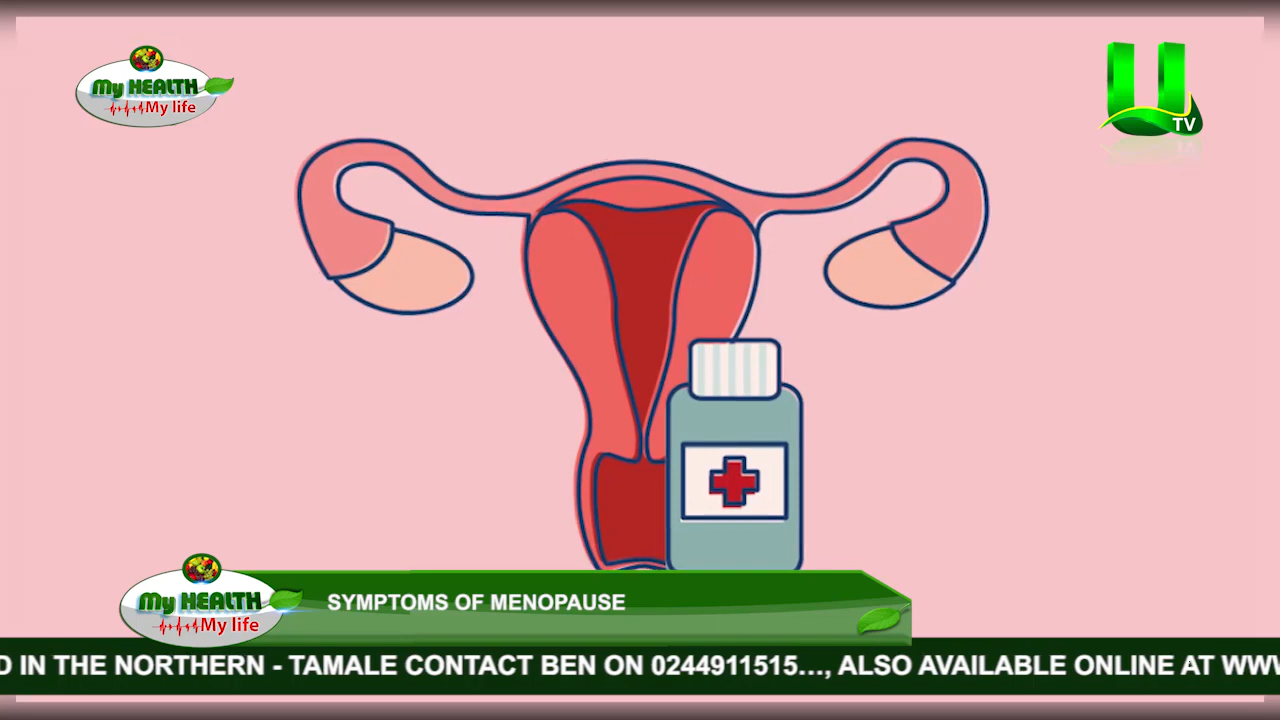 My HEALTH
My life
U
TV
My HEALTH
My life
SYMPTOMS OF MENOPAUSE
D IN THE NORTHERN - TAMALE CONTACT BEN ON 0244911515..., ALSO AVAILABLE ONLINE AT WWW